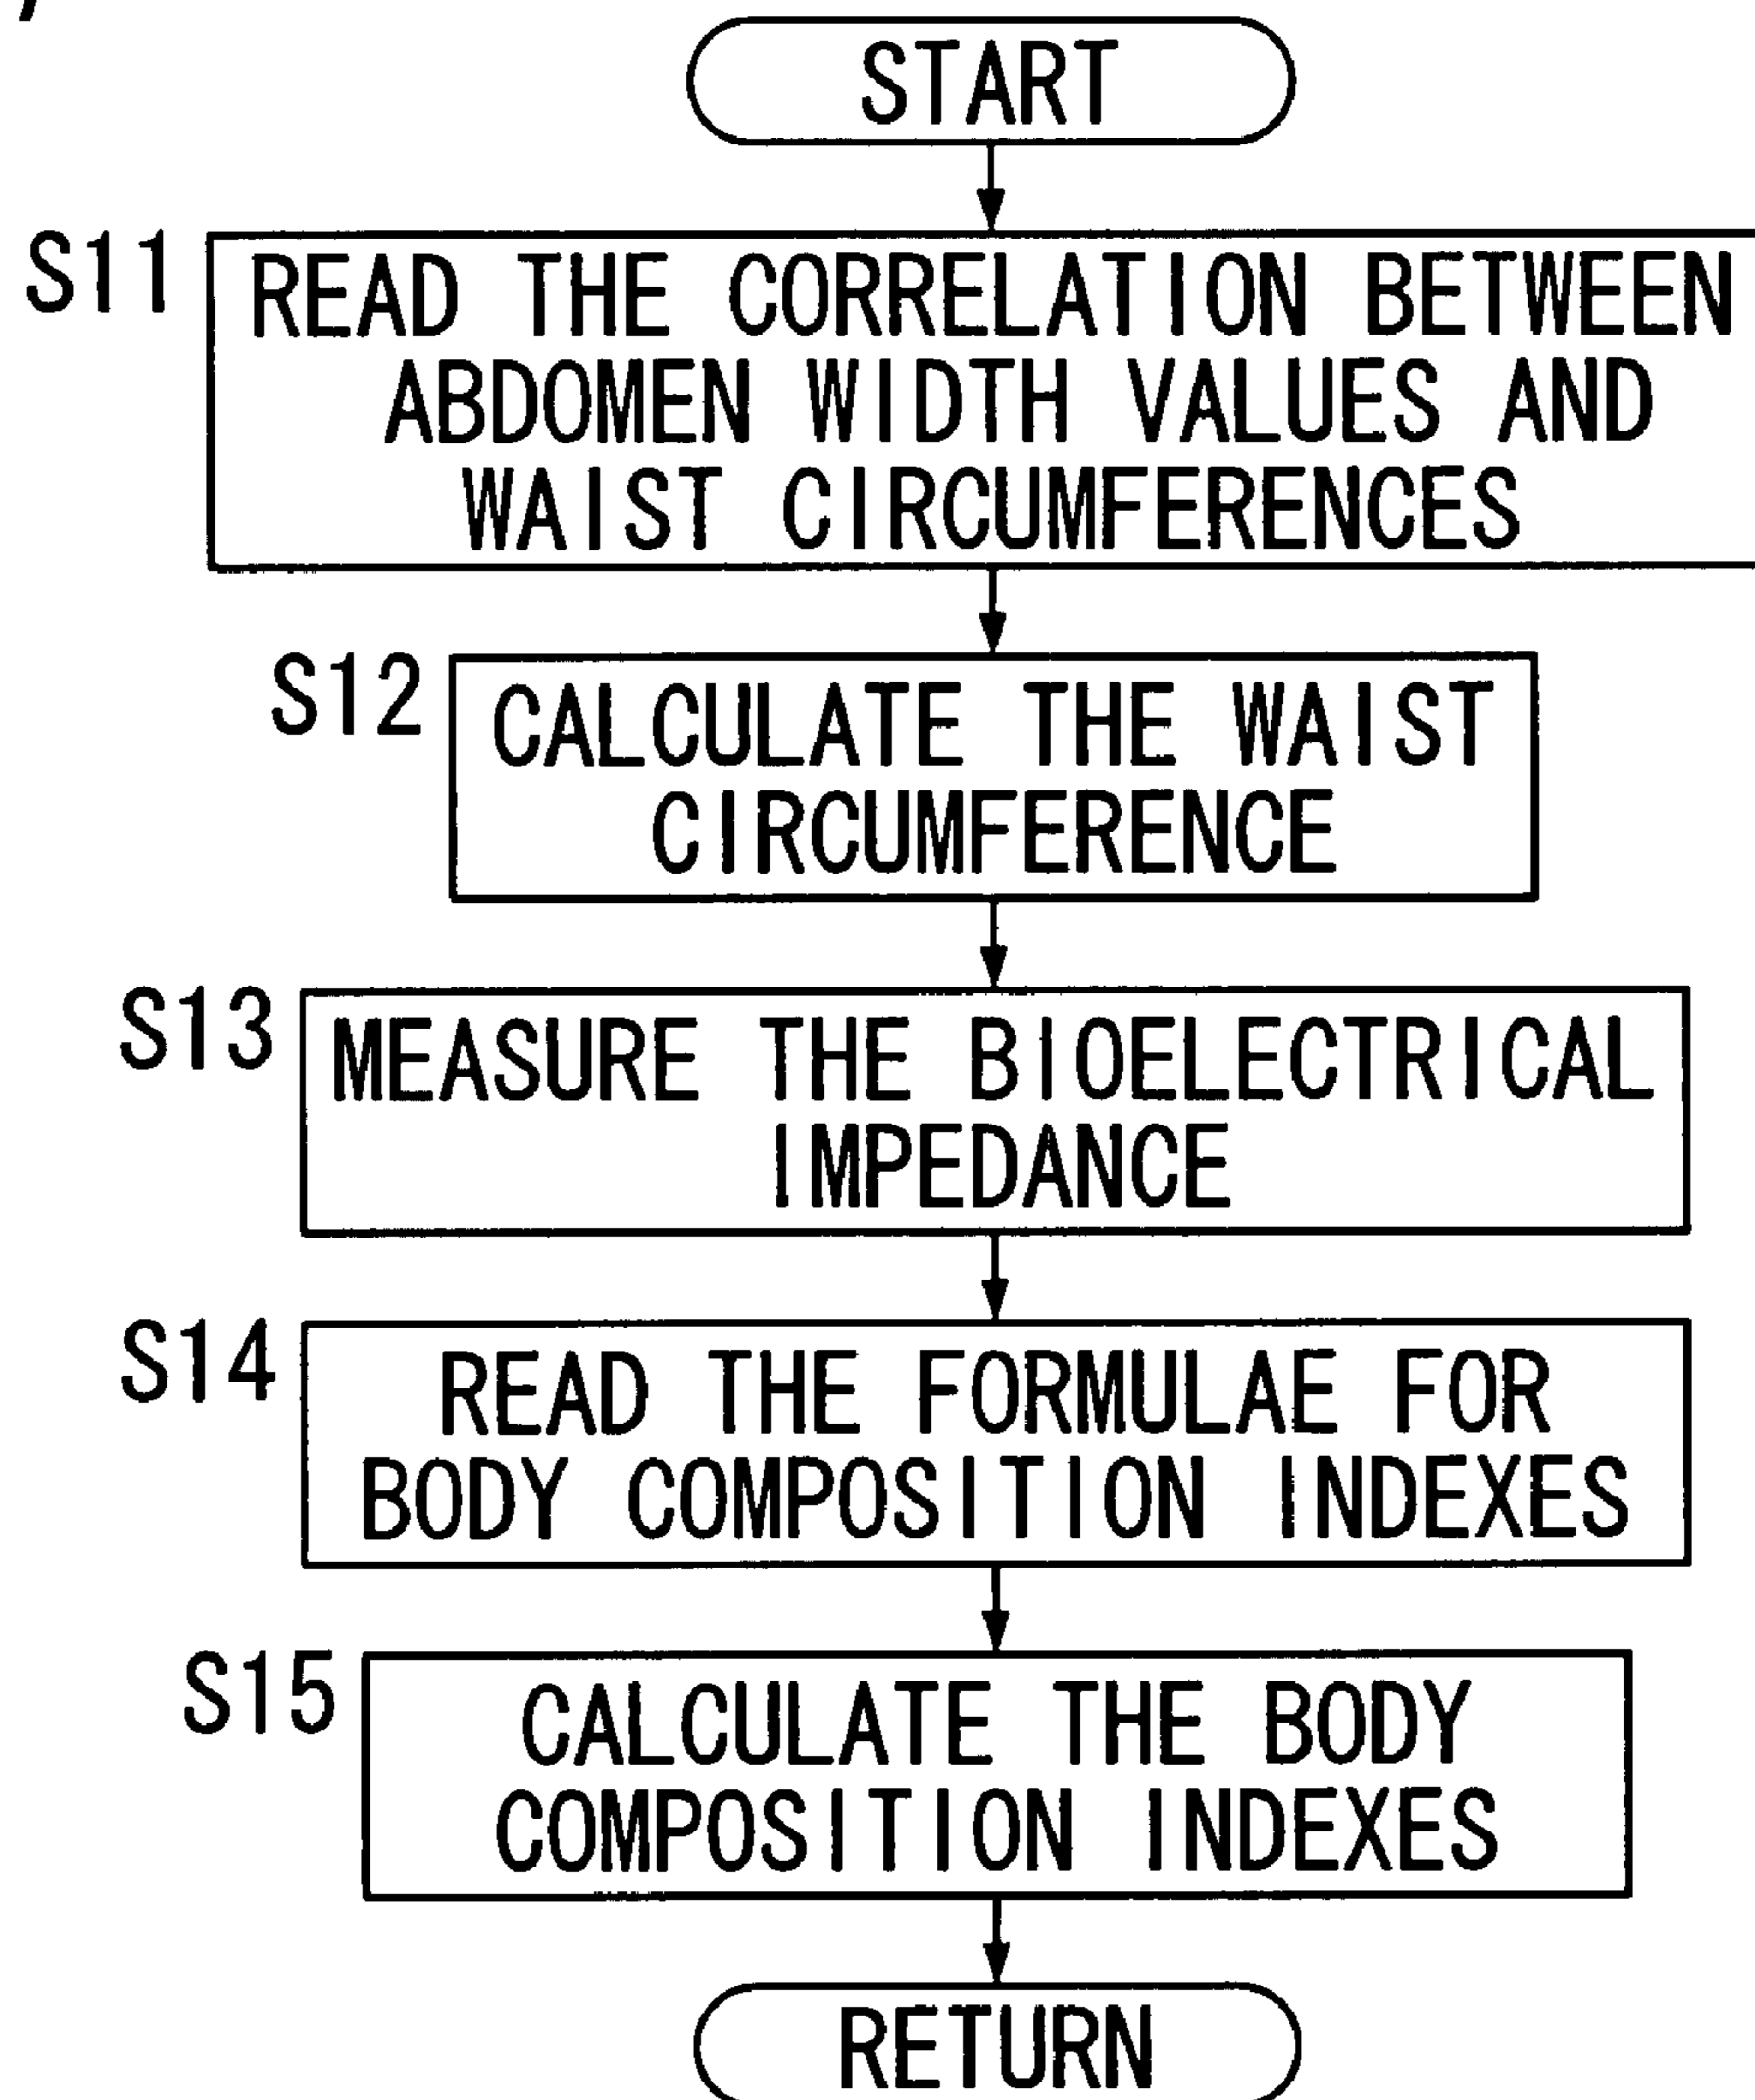 START
S11
READ THE CORRELATION BETWEEN
ABDOMEN WIDTH VALUES AND
WAIST CIRCUMFERENCES
S12
CALCULATE THE WAIST
CIRCUMFERENCE
S13
MEASURE THE BIOELECTRICAL
IMPEDANCE
S14
READ THE FORMULAE FOR
BODY COMPOSITION INDEXES
S15
CALCULATE THE BODY
COMPOSITION INDEXES
RETURN